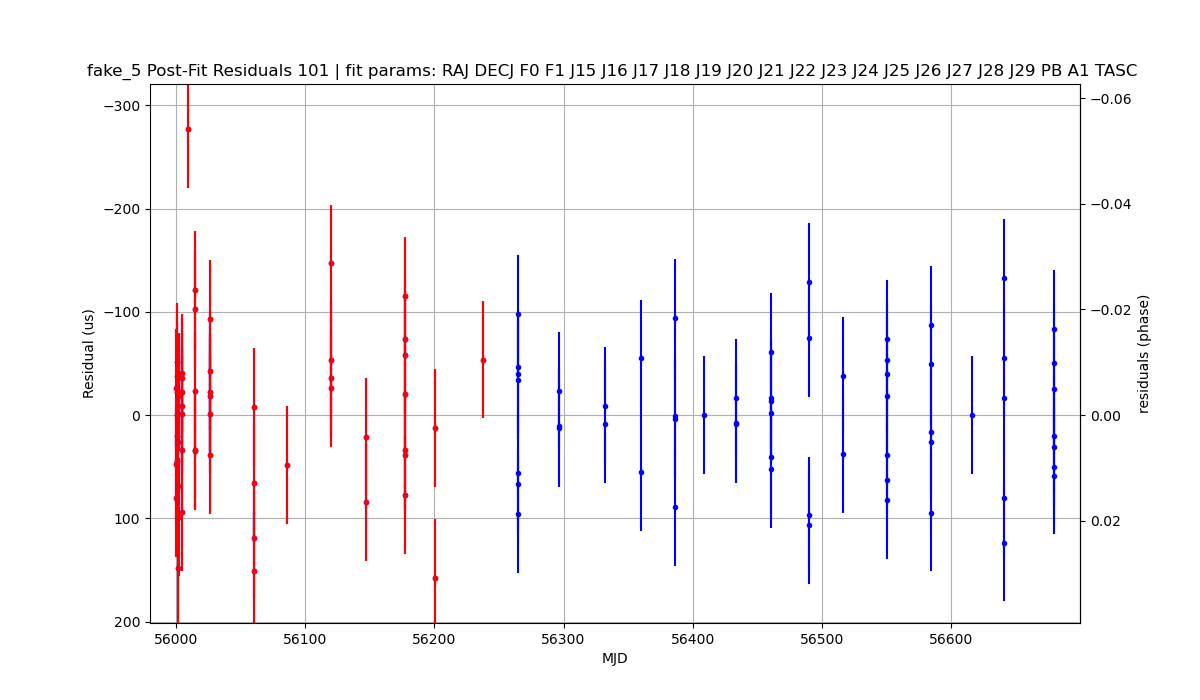 fake_5 Post-Fit Residuals 101 | fit params: RAJ DECJ F0 F1 J15 J16 J17 J18 J19 J20 J21 J22 J23 J24 J25 J26 J27 J28 J29 PB A1 TASC
−300
−200
−100
0
100
200
Residual (us)
−0.06
−0.04
−0.02
0.00
0.02
residuals (phase)
56000 56100 56200 56300 56400 56500 56600
MJD